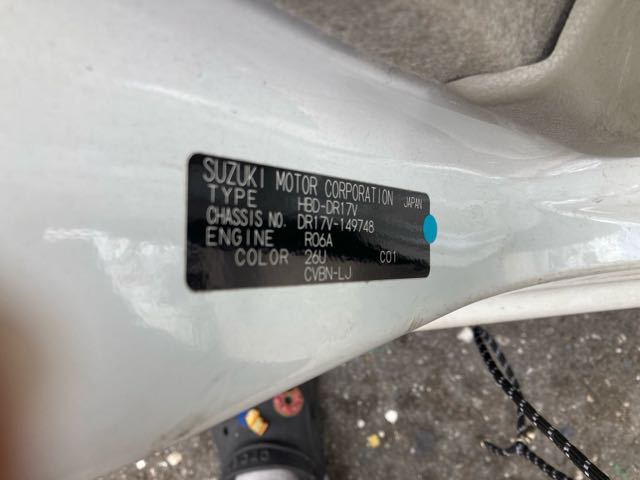 SUZUKI MOTOR CORPORATION JAPAN
TYPE HBD-DR17V
CHASSIS NO. DR17V-149748
ENGINE R06A
COLOR 26U C01
CVBN-LJ